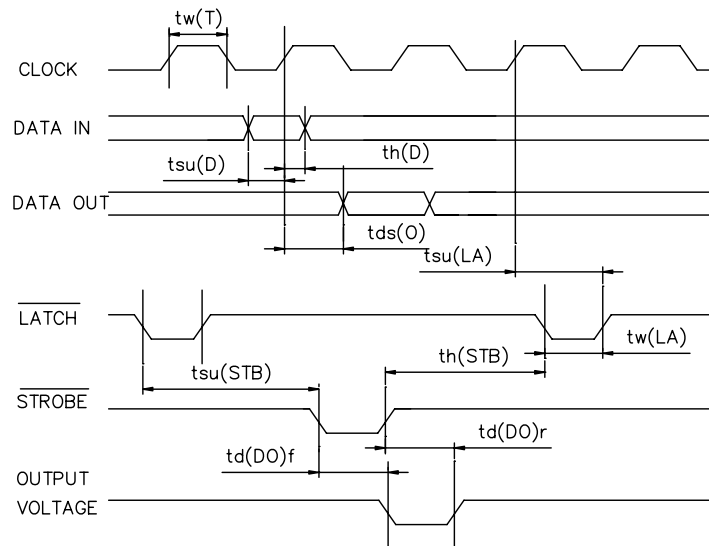 tw(T)
CLOCK
DATA IN
tsu(D)
th(D)
DATA OUT
tds(O)
tsu(LA)
LATCH
tw(LA)
th(STB)
tsu(STB)
STROBE
td(DO)r
td(DO)f
OUTPUT
VOLTAGE